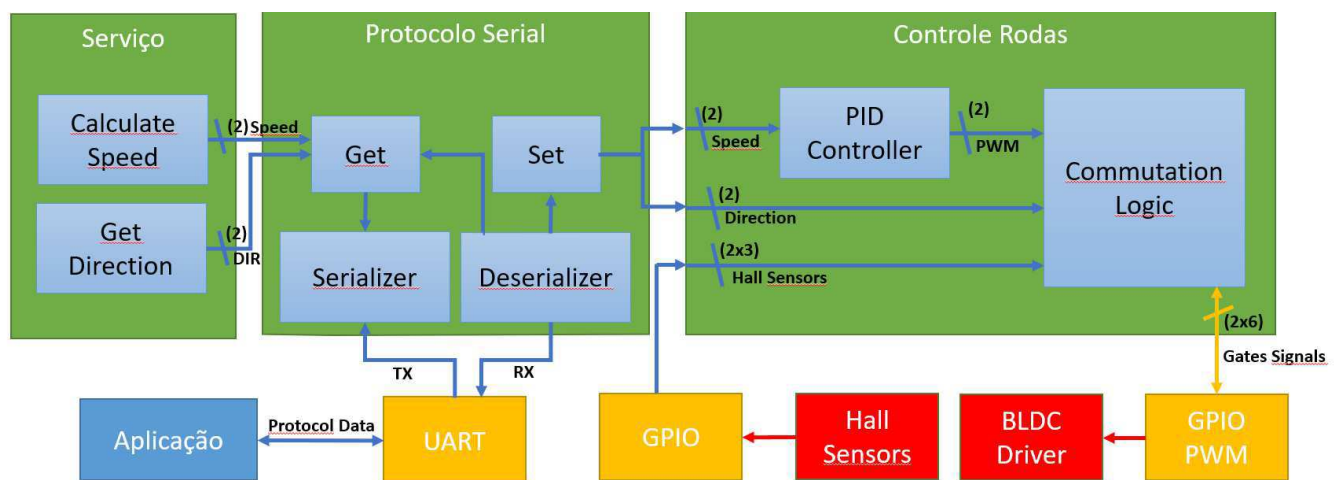 Serviço
Calculate
Speed
(2) Speed
Get
Direction
(2)
DIR
Protocolo Serial
Get
Set
Serializer
Deserializer
TX
RX
Controle Rodas
(2)
Speed
PID
Controller
(2)
PWM
Commutation
Logic
(2)
Direction
(2x3)
Hall Sensors
(2x6)
Gates Signals
Aplicação
Protocol Data
UART
GPIO
Hall
Sensors
BLDC
Driver
GPIO
PWM